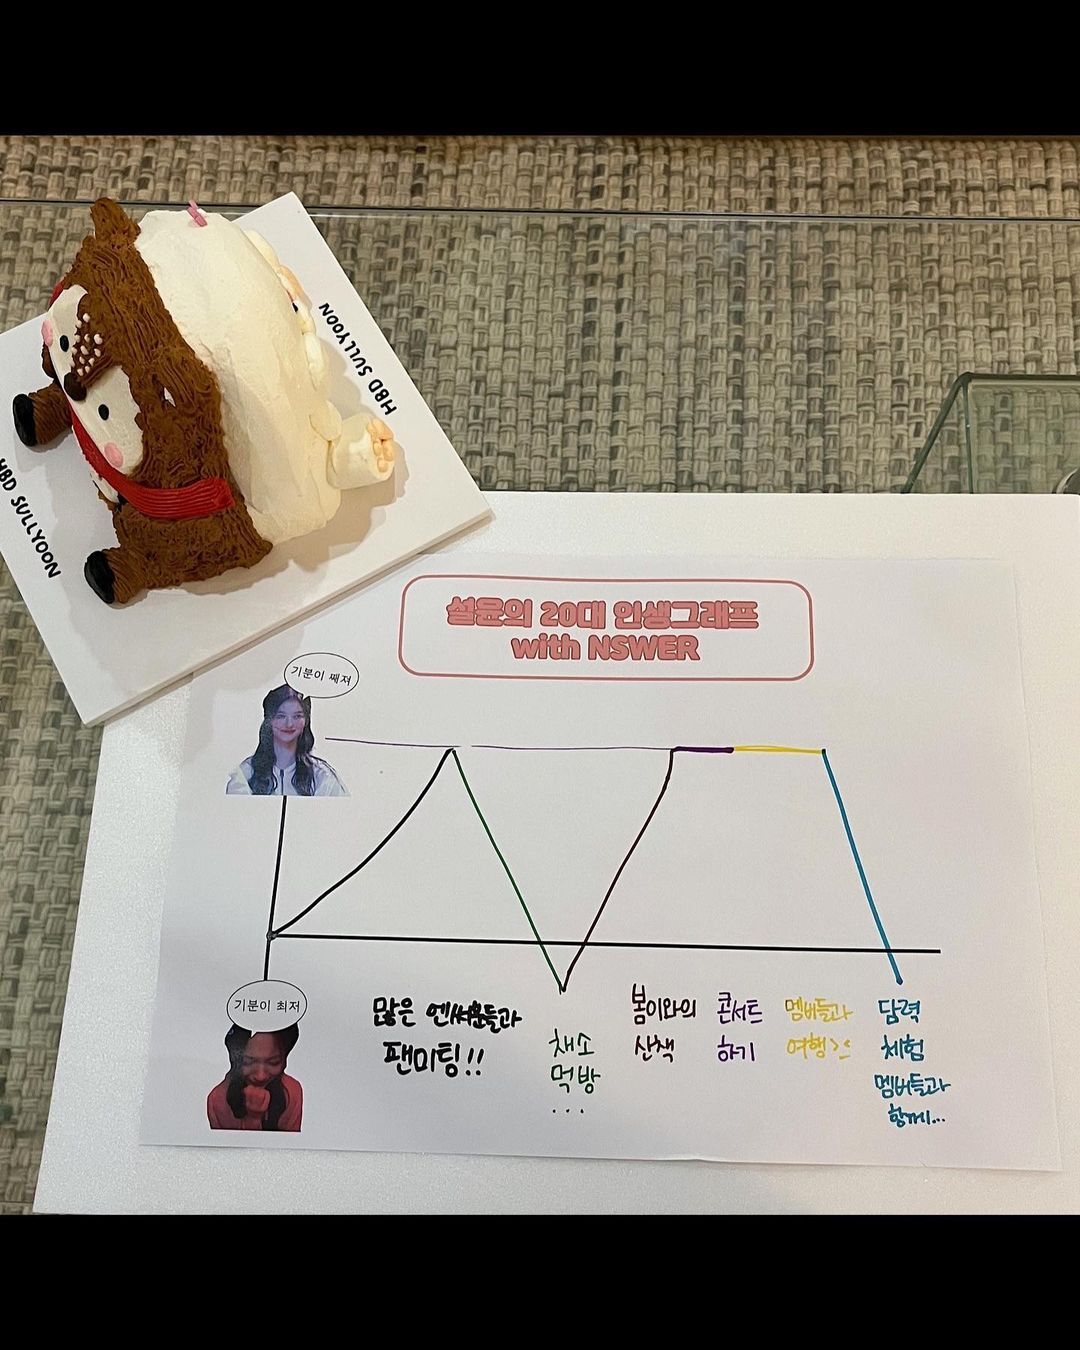 HBD SULLYOON
HBD SULLYOON
설윤의 20대 인생그래프
with NSWER
기분이 째져
기분이 최저
많은 엔써분들과
팬미팅!!
채소
먹방
...
봄이와의
산책
콘서트
하기
멤버들과
여행><
담력
체험
멤버들과
함께...